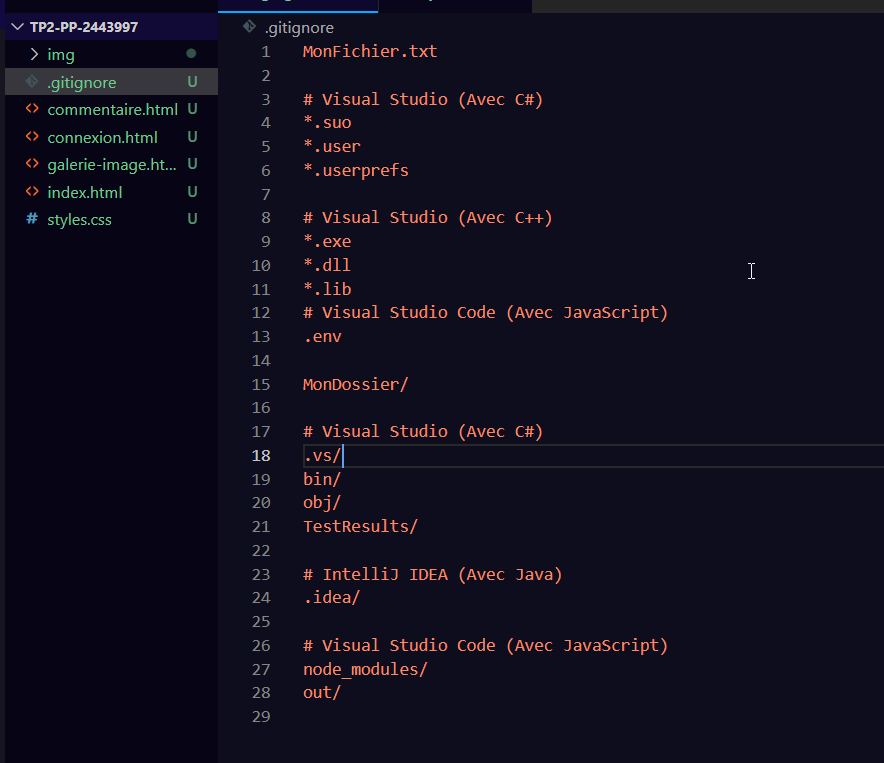 TP2-PP-2443997
img
.gitignore U
commentaire.html U
connexion.html U
galerie-image.ht... U
index.html U
# styles.css U
.gitignore
1 MonFichier.txt
2
3 # Visual Studio (Avec C#)
4 *.suo
5 *.user
6 *.userprefs
7
8 # Visual Studio (Avec C++)
9 *.exe
10 *.dll
11 *.lib
12 # Visual Studio Code (Avec JavaScript)
13 .env
14
15 MonDossier/
16
17 # Visual Studio (Avec C#)
18 .vs/
19 bin/
20 obj/
21 TestResults/
22
23 # IntelliJ IDEA (Avec Java)
24 .idea/
25
26 # Visual Studio Code (Avec JavaScript)
27 node_modules/
28 out/
29